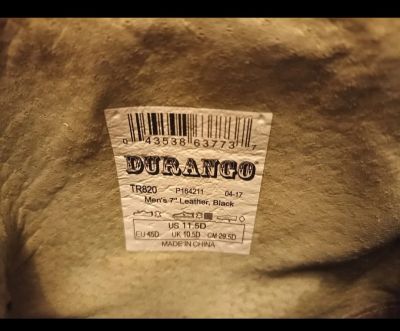 0 43538 63773 7
DURANGO
TR820 P164211 04-17
Men's 7" Leather, Black
US 11.5D
EU 45D UK 10.5D CM 29.5D
MADE IN CHINA